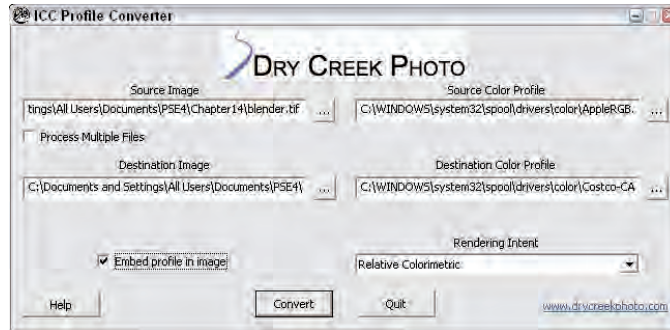 ICC Profile Converter
DRY CREEK PHOTO
Source Image
Source Color Profile
tings\All Users\Documents\PSE4\Chapter14\blender.tif
...
C:\WINDOWS\system32\spool\drivers\color\AppleRGB.
...
Process Multiple Files
Destination Image
Destination Color Profile
C:\Documents and Settings\All Users\Documents\PSE4\
...
C:\WINDOWS\system32\spool\drivers\color\Costco-CA
...
Rendering Intent
Embed profile in image
Relative Colorimetric
Help
Convert
Quit
www.drycreekphoto.com